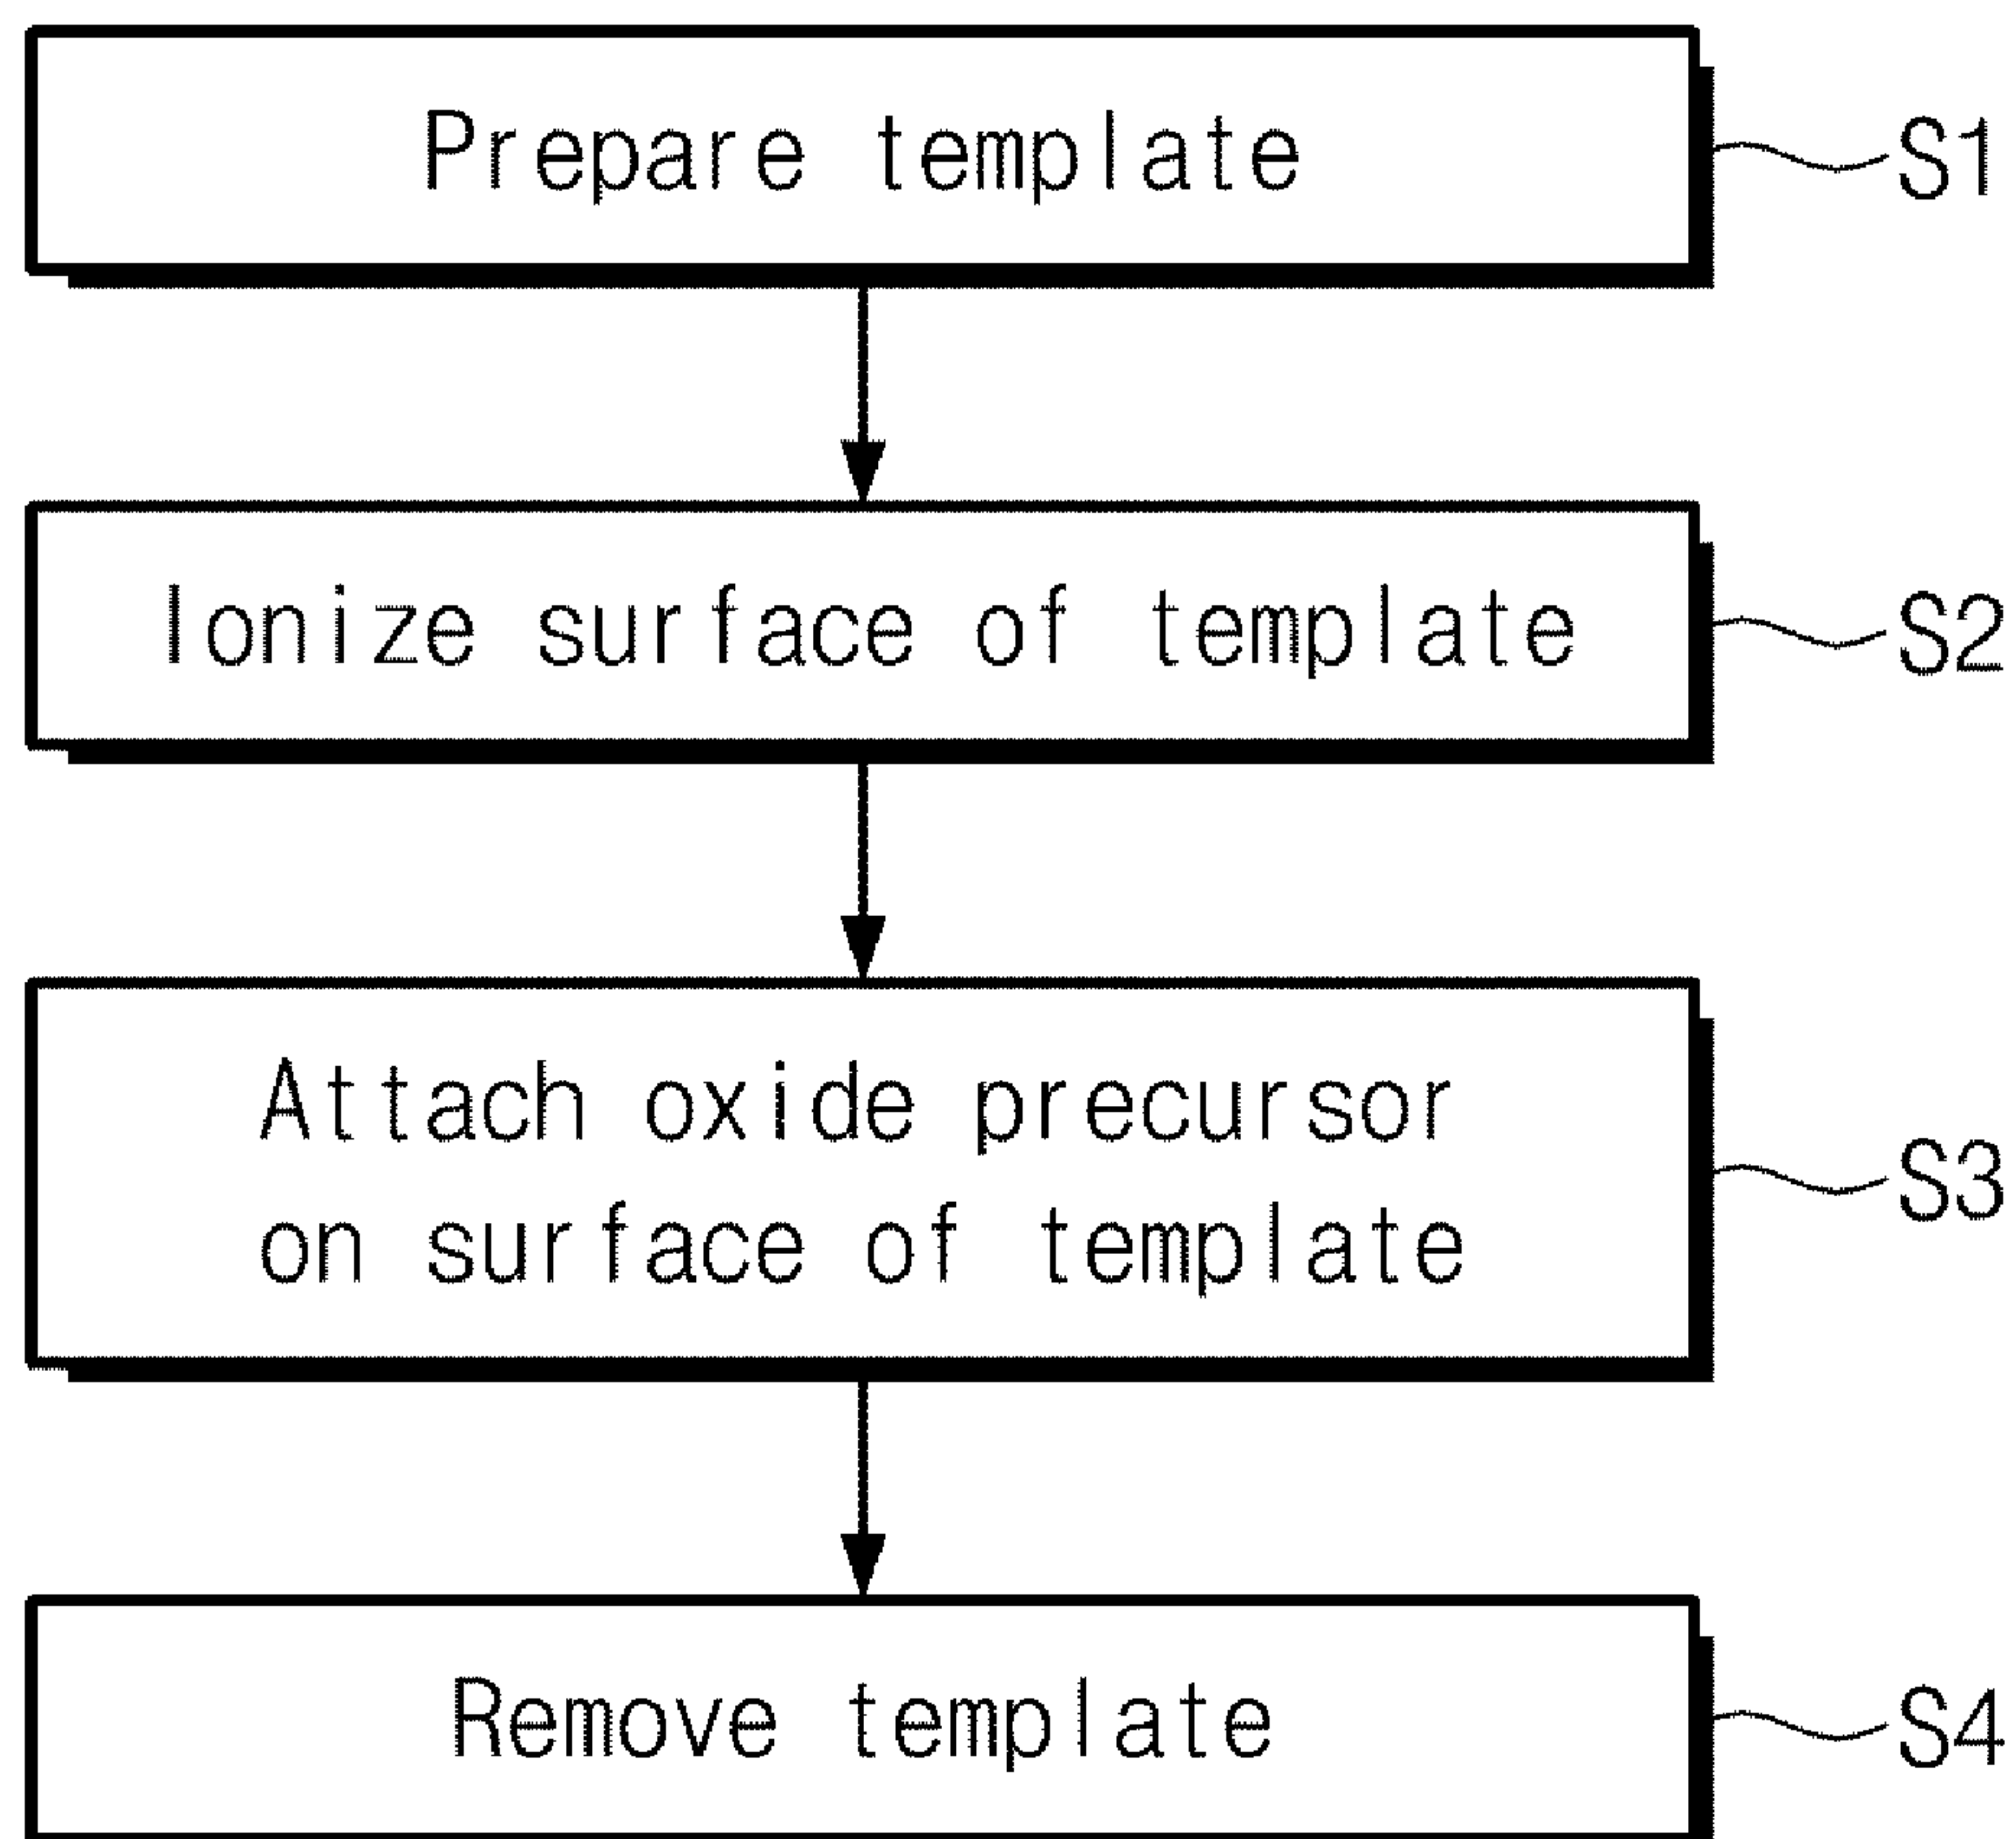 Prepare template
S1
Ionize surface of template
S2
Attach oxide precursor
on surface of template
S3
Remove template
S4